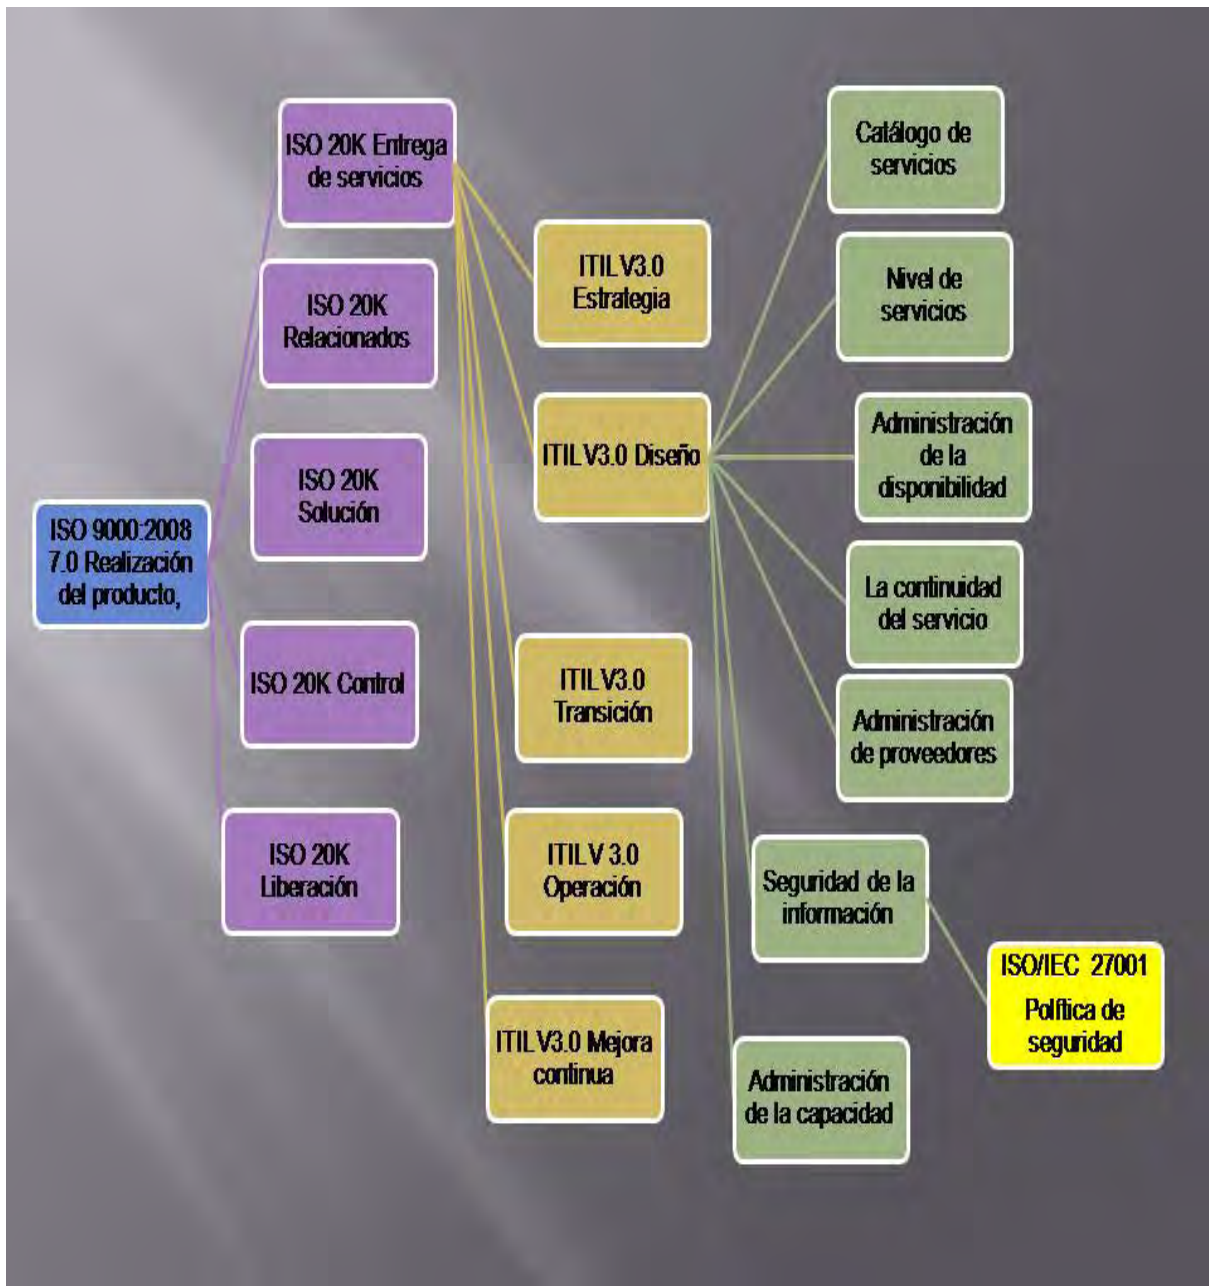 ISO 9000:2008
7.0 Realización
del producto,
ISO 20K Entrega
de servicios
ISO 20K
Relacionados
ISO 20K
Solución
ISO 20K Control
ISO 20K
Liberación
ITIL V3.0
Estrategia
ITIL V3.0 Diseño
ITIL V3.0
Transición
ITIL V 3.0
Operación
ITIL V3.0 Mejora
continua
Catálogo de
servicios
Nivel de
servicios
Administración
de la
disponibilidad
La continuidad
del servicio
Administración
de proveedores
Seguridad de la
información
Administración
de la capacidad
ISO/IEC 27001
Política de
seguridad